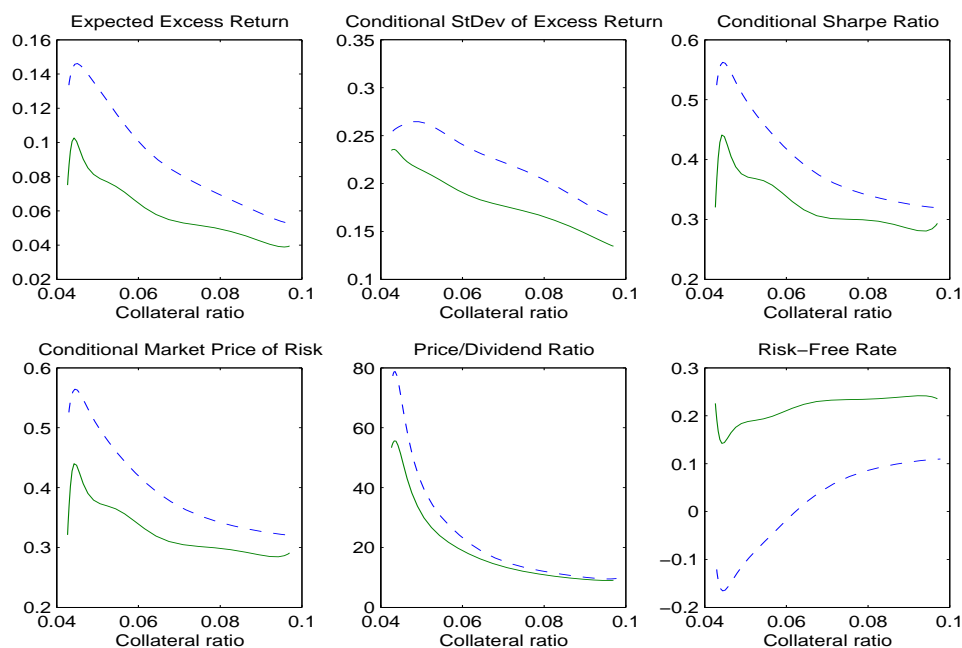 Expected Excess Return
0.16
0.14
0.12
0.1
0.08
0.06
0.04
0.02
0.04 0.06 0.08 0.1
Collateral ratio
Conditional StDev of Excess Return
0.35
0.3
0.25
0.2
0.15
0.1
0.04 0.06 0.08 0.1
Collateral ratio
Conditional Sharpe Ratio
0.6
0.5
0.4
0.3
0.2
0.04 0.06 0.08 0.1
Collateral ratio
Conditional Market Price of Risk
0.6
0.5
0.4
0.3
0.2
0.04 0.06 0.08 0.1
Collateral ratio
Price/Dividend Ratio
80
60
40
20
0
0.04 0.06 0.08 0.1
Collateral ratio
Risk−Free Rate
0.3
0.2
0.1
0
−0.1
−0.2
0.04 0.06 0.08 0.1
Collateral ratio